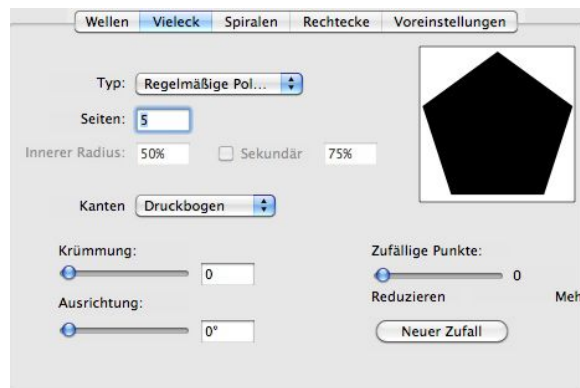 Wellen Vieleck Spiralen Rechtecke Voreinstellungen
Typ: Regelmäßige Pol...
Seiten: 5
Innerer Radius: 50% Sekundär 75%
Kanten Druckbogen
Krümmung:
0
Ausrichtung:
0°
Zufällige Punkte:
0
Reduzieren Meh
Neuer Zufall